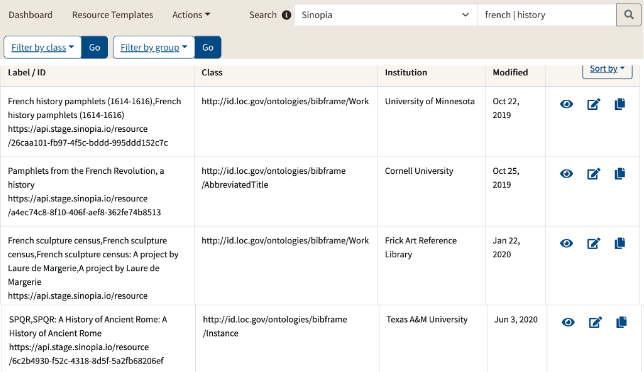 Dashboard Resource Templates Actions Search Sinopia french | history
Filter by class Go Filter by group Go
Label / ID Class Institution Modified Sort by
French history pamphlets (1614-1616),French http://id.loc.gov/ontologies/bibframe/Work University of Minnesota Oct 22,
history pamphlets (1614-1616) 2019
https://api.stage.sinopia.io/resource
/26caa101-fb97-4f5c-bddd-995ddd152c7c
Pamphlets from the French Revolution, a http://id.loc.gov/ontologies/bibframe Cornell University Oct 25,
history /AbbreviatedTitle 2019
https://api.stage.sinopia.io/resource
/a4ec74c8-8f10-406f-aef8-362fe74b8513
French sculpture census,French sculpture http://id.loc.gov/ontologies/bibframe/Work Frick Art Reference Jan 22,
census,French sculpture census: A project by Library 2020
Laure de Margerie,A project by Laure de
Margerie
https://api.stage.sinopia.io/resource
SPQR,SPQR: A History of Ancient Rome: A http://id.loc.gov/ontologies/bibframe Texas A&M University Jun 3, 2020
History of Ancient Rome /Instance
https://api.stage.sinopia.io/resource
/6c2b4930-f52c-4318-8d5f-5a2fb68206ef